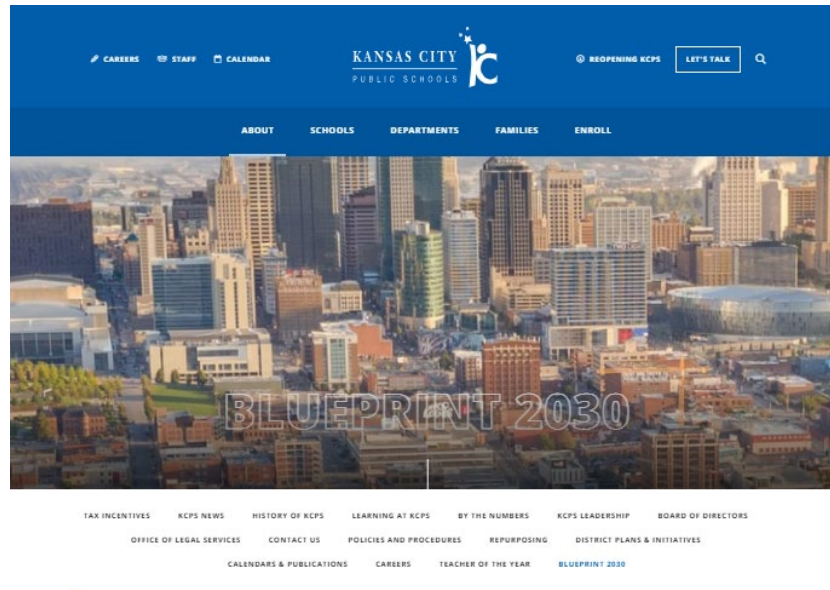 CAREERS STAFF CALENDAR KANSAS CITY PUBLIC SCHOOLS REOPENING KCPS LET'S TALK
ABOUT SCHOOLS DEPARTMENTS FAMILIES ENROLL
BLUEPRINT 2030
TAX INCENTIVES KCPS NEWS HISTORY OF KCPS LEARNING AT KCPS BY THE NUMBERS KCPS LEADERSHIP BOARD OF DIRECTORS
OFFICE OF LEGAL SERVICES CONTACT US POLICIES AND PROCEDURES REPURPOSING DISTRICT PLANS & INITIATIVES
CALENDARS & PUBLICATIONS CAREERS TEACHER OF THE YEAR BLUEPRINT 2030